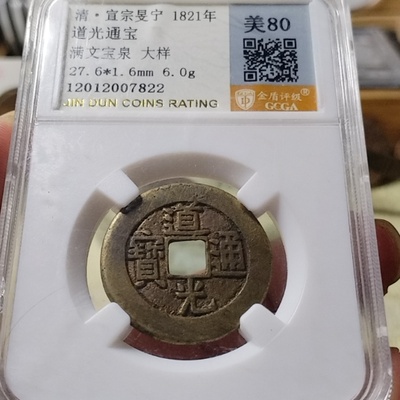 清·宣宗旻宁 1821年
道光通宝
满文宝泉 大样
27.6*1.6mm 6.0g
JIN DUN COINS RATING
12012007822
美80
金盾评级®
GCGA
道光通寳